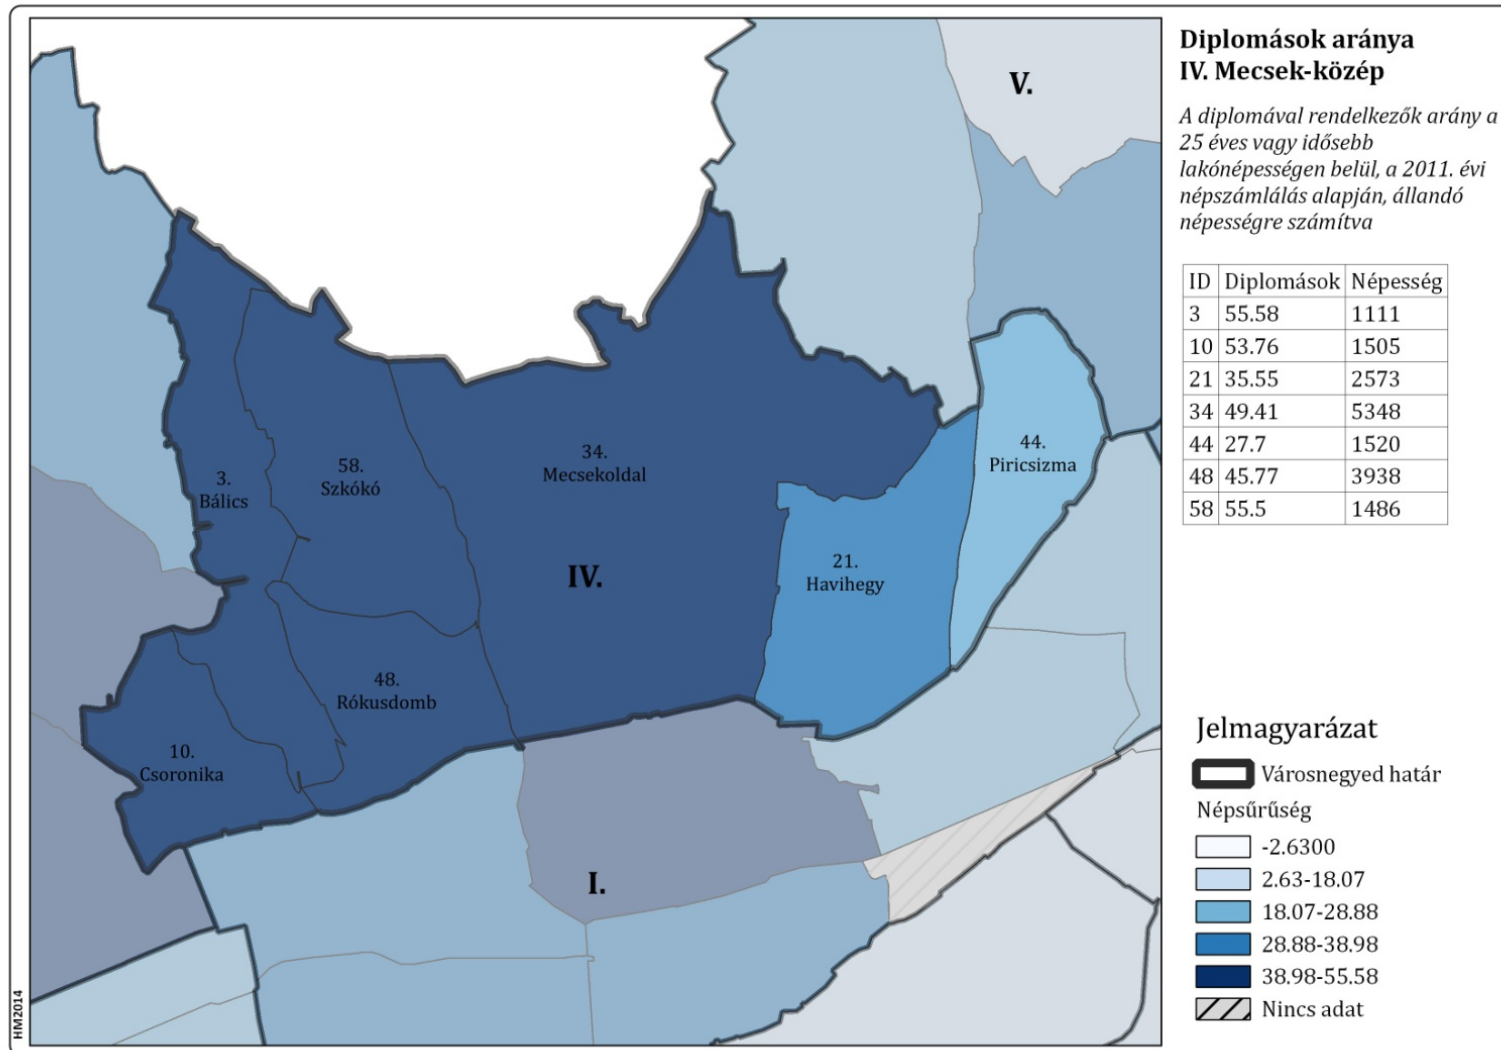 Diplomások aránya
IV. Mecsek-közép
A diplomával rendelkezők arány a
25 éves vagy idősebb
lakónépességen belül, a 2011. évi
népszámlálás alapján, állandó
népességre számítva
ID Diplomások Népesség
3 55.58 1111
10 53.76 1505
21 35.55 2573
34 49.41 5348
44 27.7 1520
48 45.77 3938
58 55.5 1486
V.
44.
Piricsizma
34.
Mecsekoldal
58.
Szkókó
3.
Bálics
IV.
21.
Havihegy
48.
Rókusdomb
10.
Csoronika
I.
Jelmagyarázat
Városnegyed határ
Népsűrűség
-2.6300
2.63-18.07
18.07-28.88
28.88-38.98
38.98-55.58
Nincs adat
HM2014